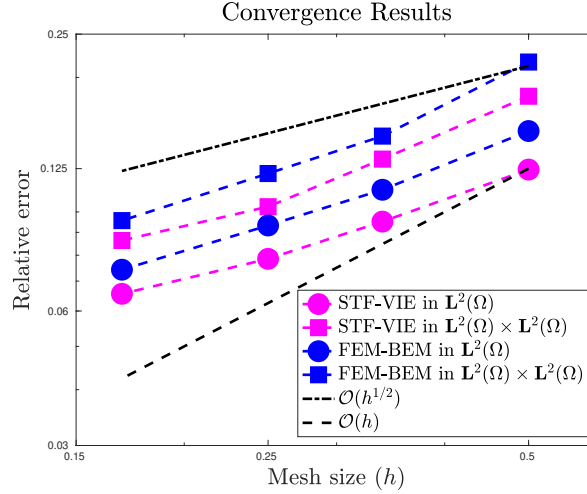 Convergence Results
0.25
0.125
0.06
0.03
Relative error
0.15
0.25
0.5
Mesh size (h)
STF-VIE in L²(Ω)
STF-VIE in L²(Ω) × L²(Ω)
FEM-BEM in L²(Ω)
FEM-BEM in L²(Ω) × L²(Ω)
𝒪(h^{1/2})
𝒪(h)